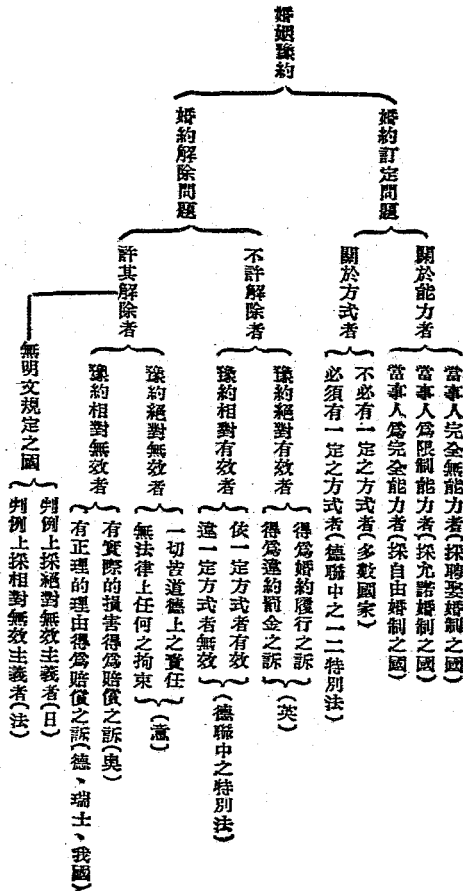 婚姻豫約
婚約訂定問題
關於能力者
當事人完全無能力者(採聘娶婚制之國)
當事人爲限制能力者(採允諾婚制之國)
當事人爲完全能力者(採自由婚制之國)
關於方式者
不必有一定之方式者(多數國家)
必須有一定之方式者(德聯中之一二特別法)
婚約解除問題
不許解除者
豫約絕對有效者
得爲婚約履行之訴
得爲違約罰金之訴
(英)
豫約相對有效者
依一定方式者有效
違一定方式者無效
(德聯中之特別法)
許其解除者
豫約絕對無效者
一切皆道德上之責任
無法律上任何之拘束
(意)
豫約相對無效者
有實際的損害得爲賠償之訴(奧)
有正理的理由得爲賠償之訴(德、瑞士、我國)
無明文規定之國
判例上採絕對無效主義者(日)
判例上採相對無效主義者(法)